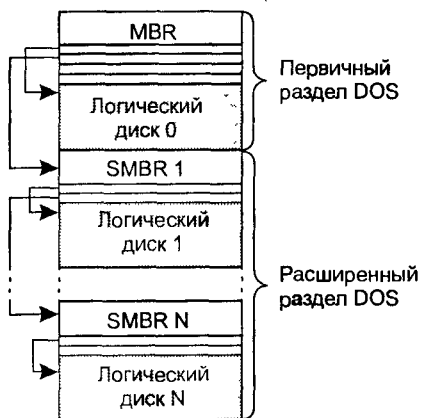 MBR
Первичный
раздел DOS
Логический
диск 0
SMBR 1
Логический
диск 1
Расширенный
раздел DOS
SMBR N
Логический
диск N